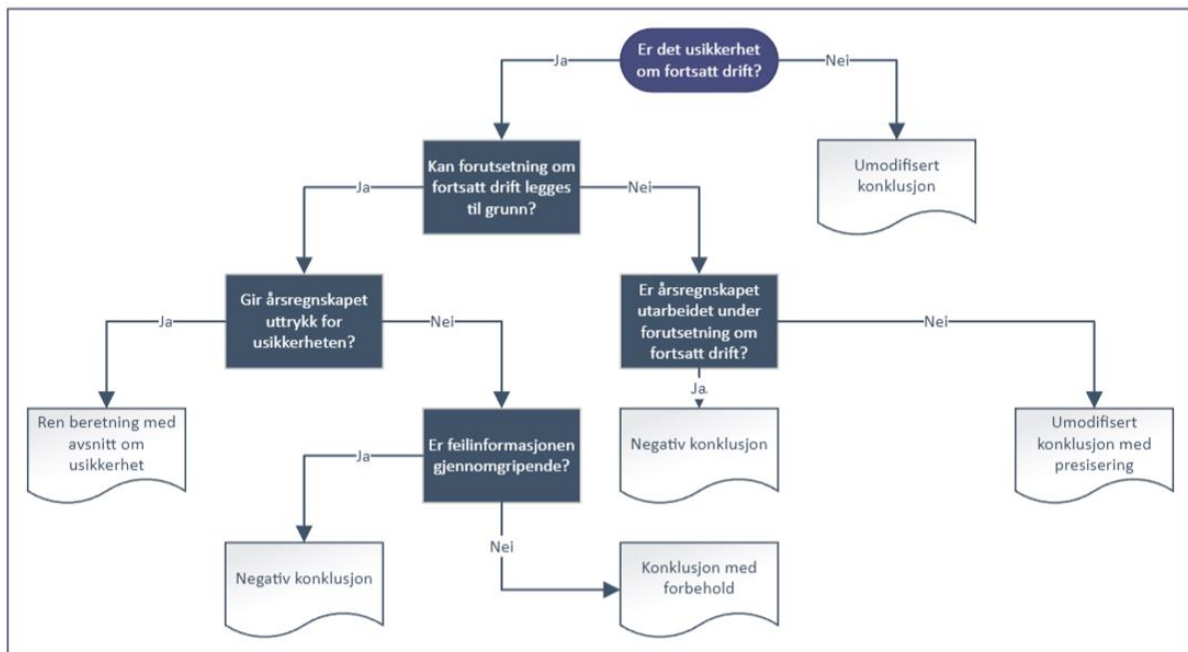 Er det usikkerhet
om fortsatt drift?
Ja
Nei
Kan forutsetning om
fortsatt drift legges
til grunn?
Umodifisert
konklusjon
Ja
Nei
Gir årsregnskapet
uttrykk for
usikkerheten?
Er årsregnskapet
utarbeidet under
forutsetning om
fortsatt drift?
Ja
Nei
Nei
Ja
Ren beretning med
avsnitt om
usikkerhet
Er feilinformasjonen
gjennomgripende?
Negativ konklusjon
Umodifisert
konklusjon med
presisering
Ja
Nei
Negativ konklusjon
Konklusjon med
forbehold